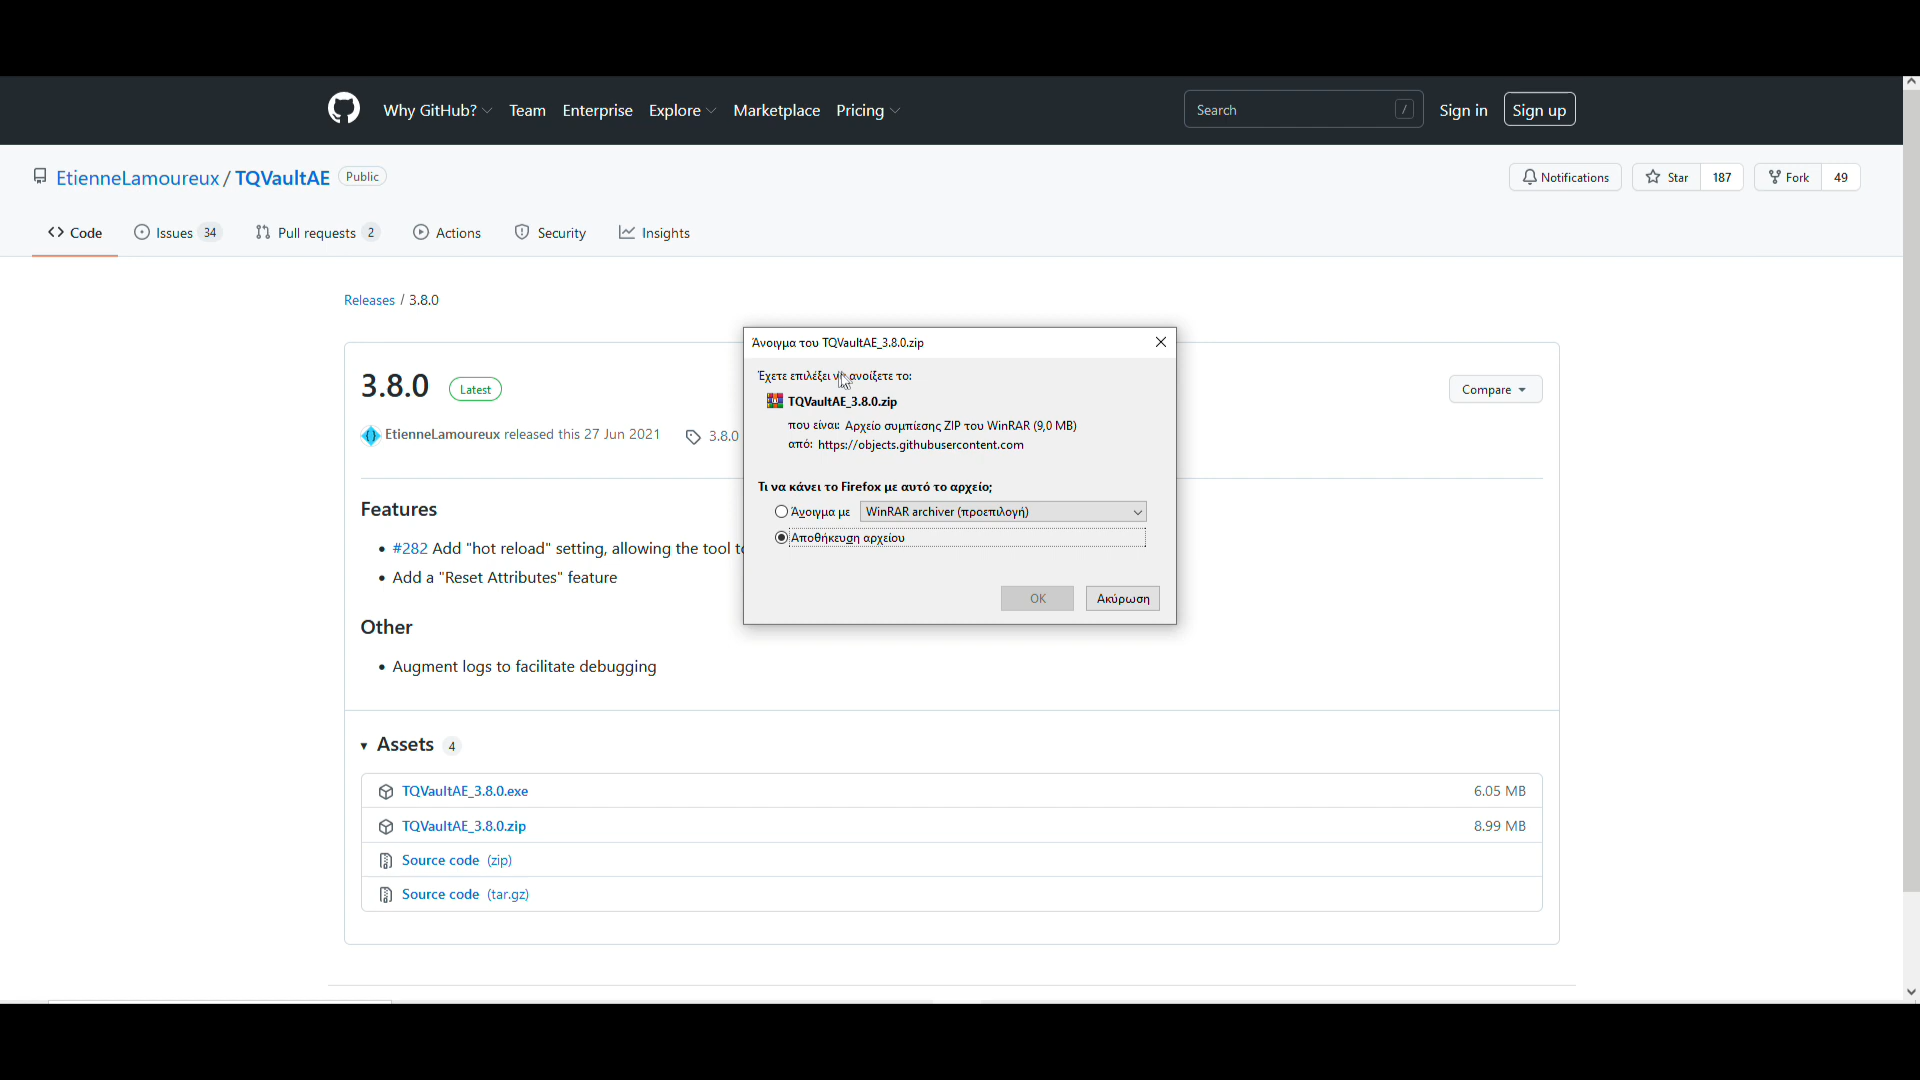 Why GitHub? Team Enterprise Explore Marketplace Pricing Search / Sign in Sign up
EtienneLamoureux / TQVaultAE Public Notifications Star 187 Fork 49
Code Issues 34 Pull requests 2 Actions Security Insights
Releases / 3.8.0
3.8.0 Latest Compare
EtienneLamoureux released this 27 Jun 2021 3.8.0
Features
#282 Add "hot reload" setting, allowing the tool
Add a "Reset Attributes" feature
Other
Augment logs to facilitate debugging
Άνοιγμα του TQVaultAE_3.8.0.zip
Έχετε επιλέξει να ανοίξετε το:
TQVaultAE_3.8.0.zip
που είναι: Αρχείο συμπίεσης ZIP του WinRAR (9,0 MB)
από: https://objects.githubusercontent.com
Τι να κάνει το Firefox με αυτό το αρχείο;
Άνοιγμα με WinRAR archiver (προεπιλογή)
Αποθήκευση αρχείου
OK Ακύρωση
Assets 4
TQVaultAE_3.8.0.exe 6.05 MB
TQVaultAE_3.8.0.zip 8.99 MB
Source code (zip)
Source code (tar.gz)